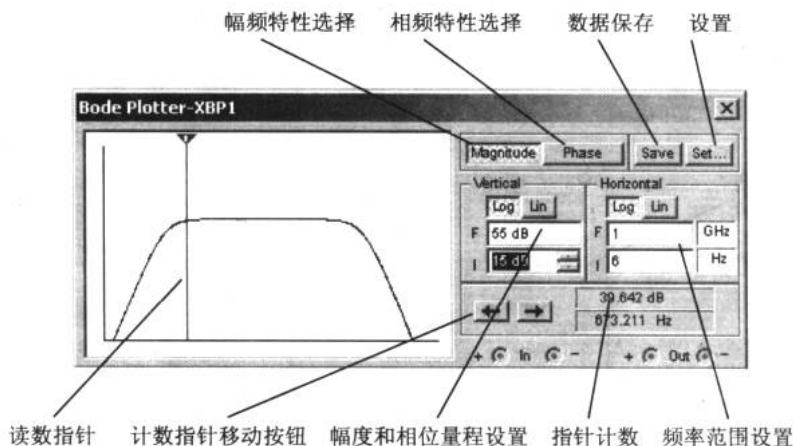 幅频特性选择 相频特性选择 数据保存 设置
Bode Plotter-XBP1
Magnitude Phase Save Set...
Vertical Horizontal
Log Lin Log Lin
F 55 dB F 1 GHz
I 15 dB I 6 Hz
39.642 dB
673.211 Hz
+ In - + Out -
读数指针 计数指针移动按钮 幅度和相位量程设置 指针计数 频率范围设置